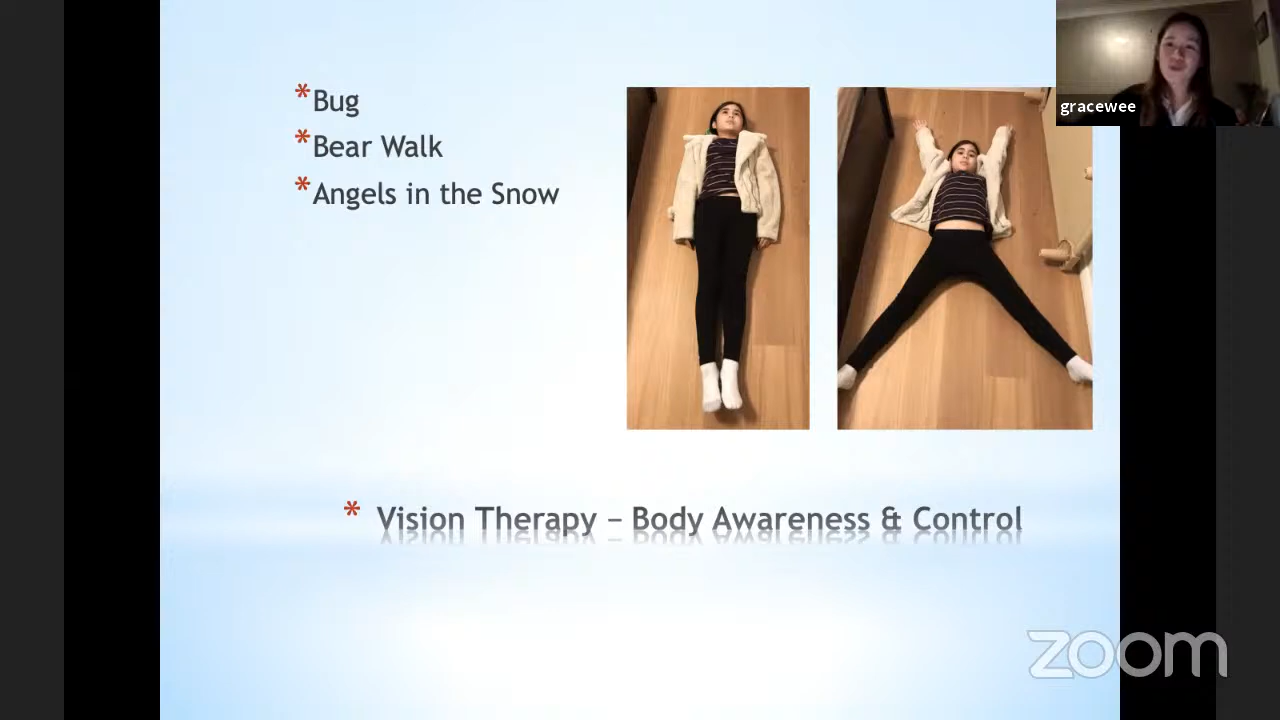 *Bug
*Bear Walk
*Angels in the Snow
gracewee
* Vision Therapy – Body Awareness & Control
zoom